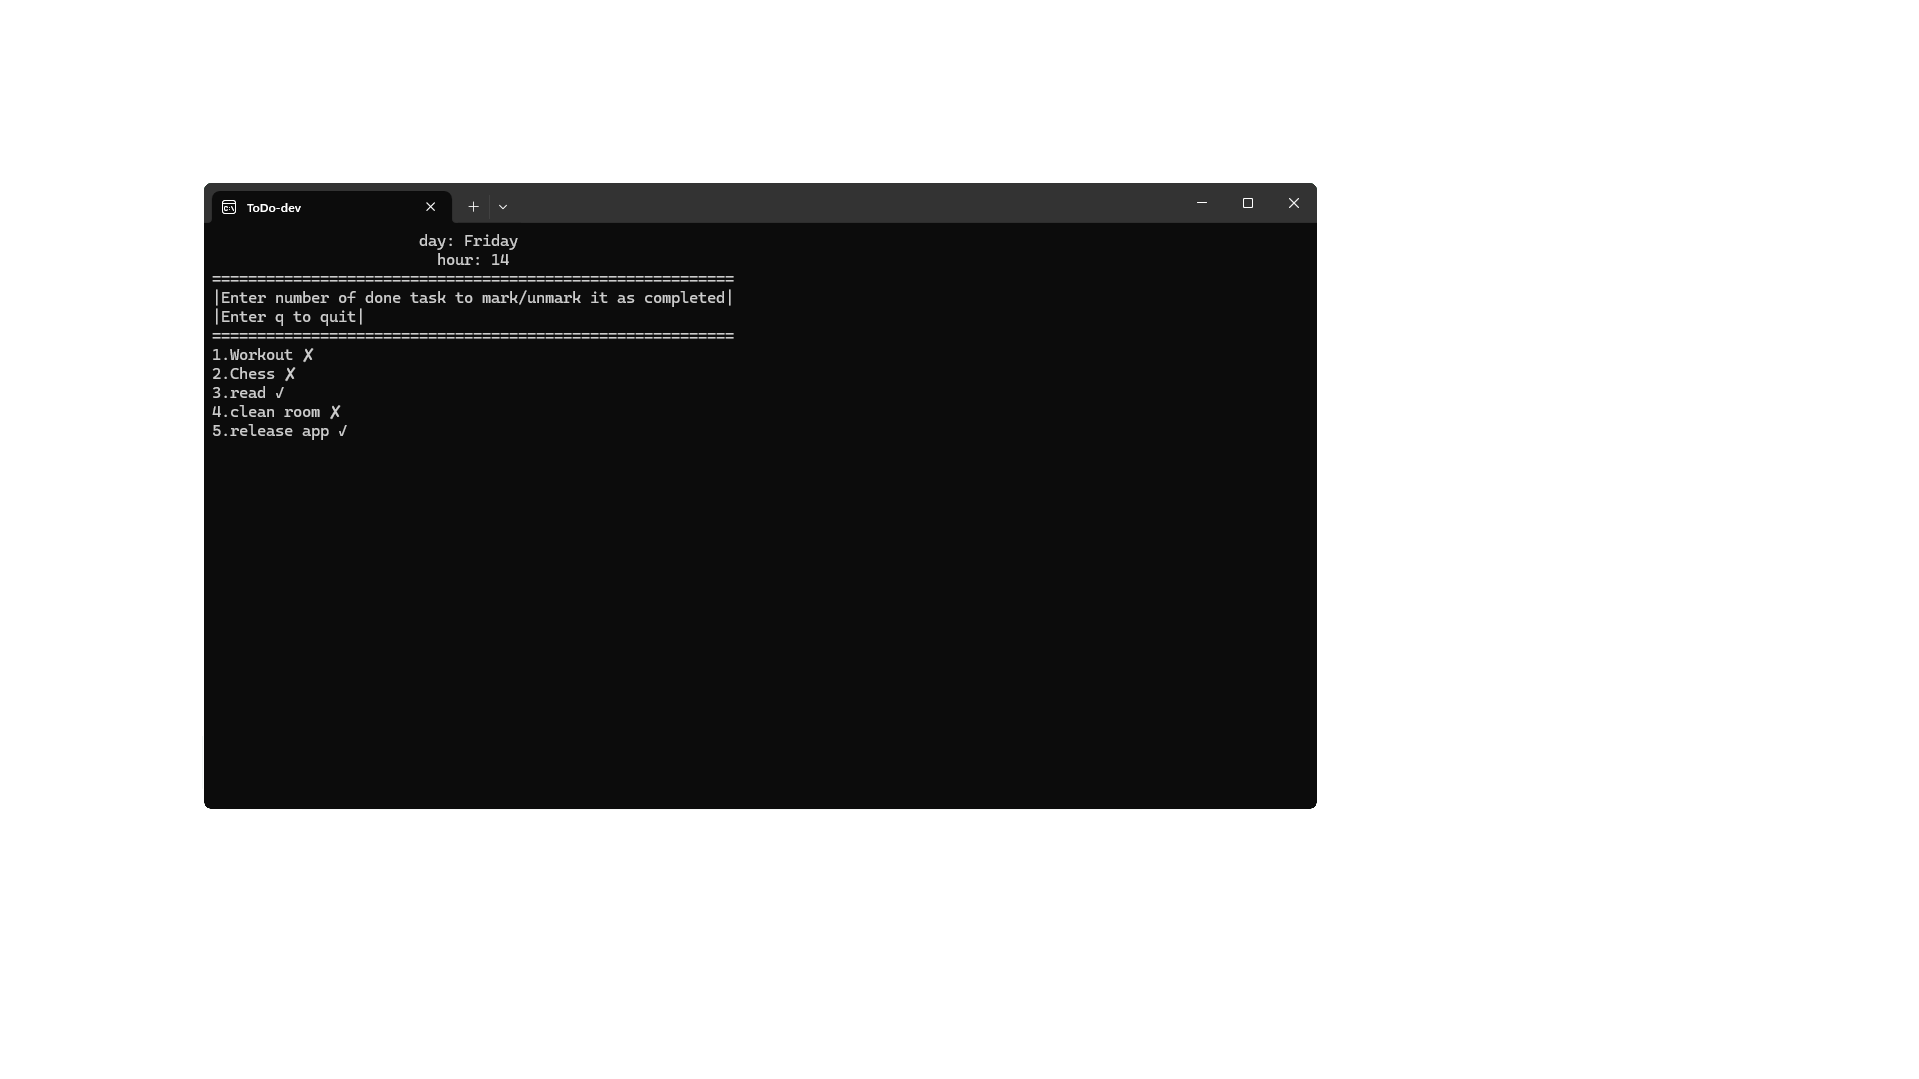 ToDo-dev
day: Friday
hour: 14
==========================================================
|Enter number of done task to mark/unmark it as completed|
|Enter q to quit|
==========================================================
1.Workout ✗
2.Chess ✗
3.read ✓
4.clean room ✗
5.release app ✓